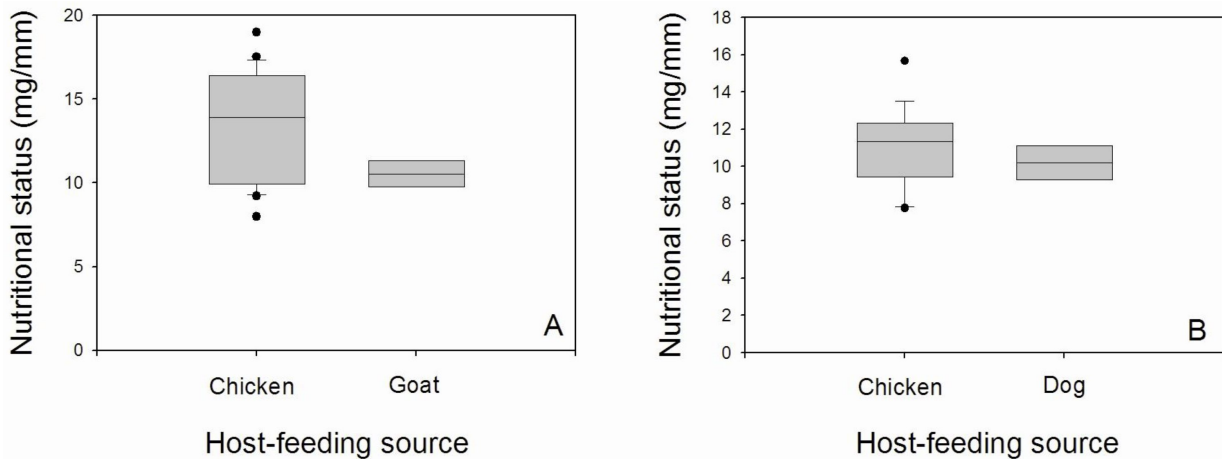 Nutritional status (mg/mm)
20
15
10
5
0
A
Chicken Goat
Host-feeding source
Nutritional status (mg/mm)
18
16
14
12
10
8
6
4
2
0
B
Chicken Dog
Host-feeding source